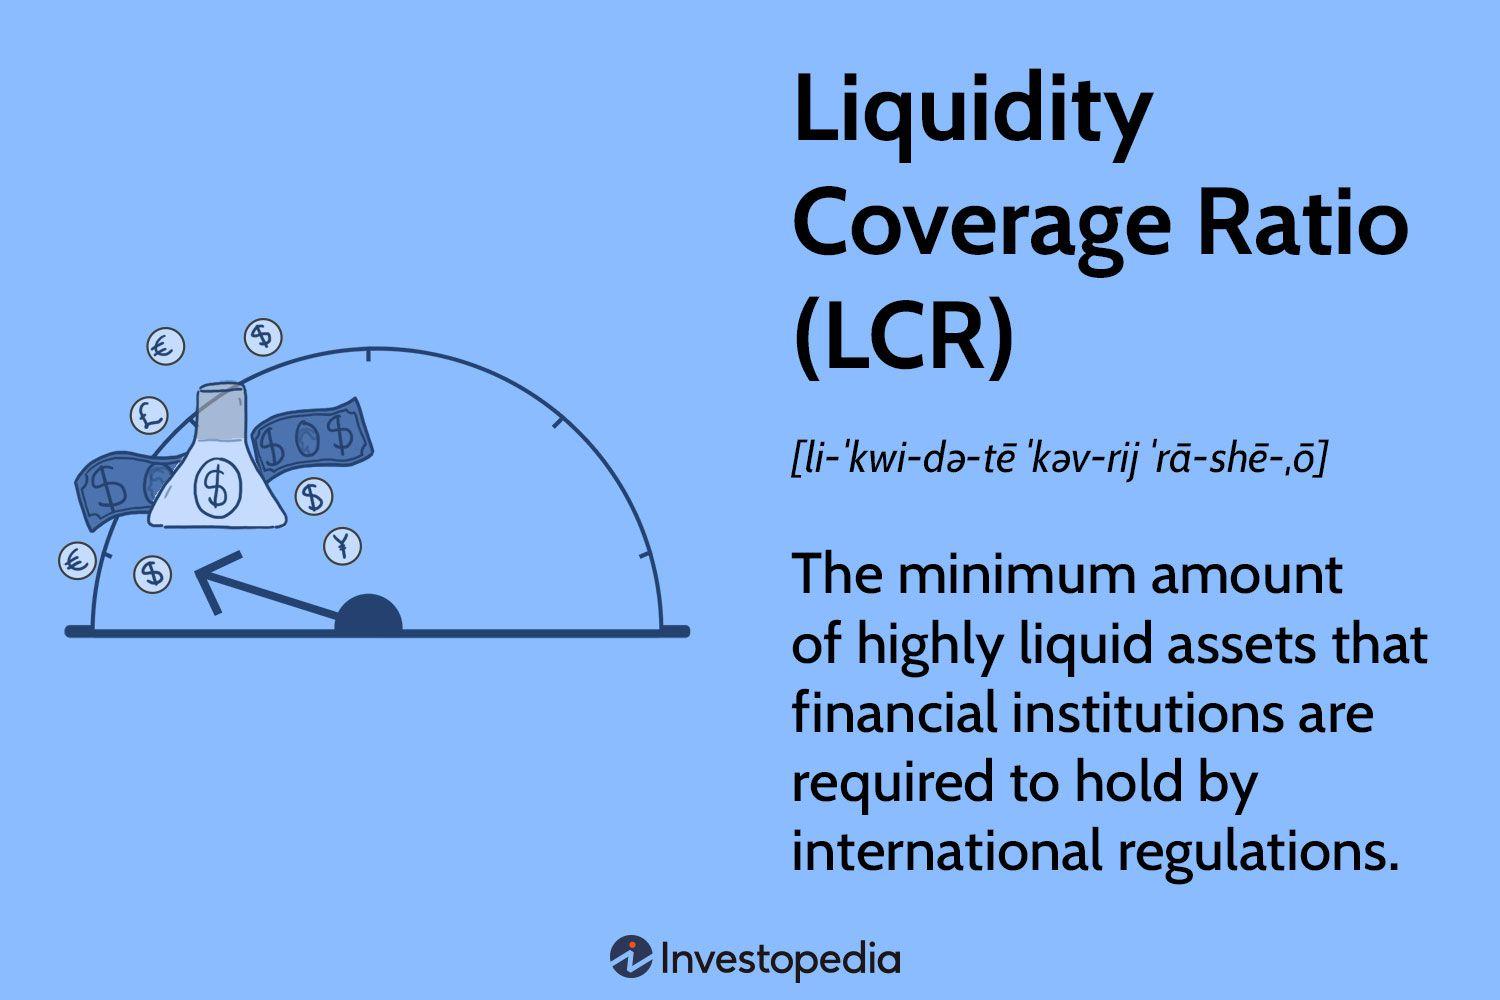 Liquidity
Coverage Ratio
(LCR)
[li-ˈkwi-də-tē ˈkəv-rij ˈrā-shē-ˌō]
The minimum amount
of highly liquid assets that
financial institutions are
required to hold by
international regulations.
€
$
£
$ $
$
$
$
¥
€
$
Investopedia